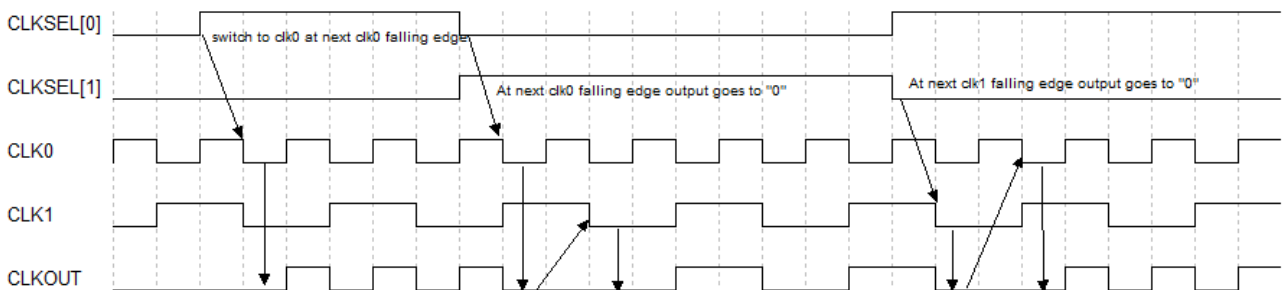 CLKSEL[0]
switch to clk0 at next clk0 falling edge
CLKSEL[1]
At next clk0 falling edge output goes to "0"
At next clk1 falling edge output goes to "0"
CLK0
CLK1
CLKOUT